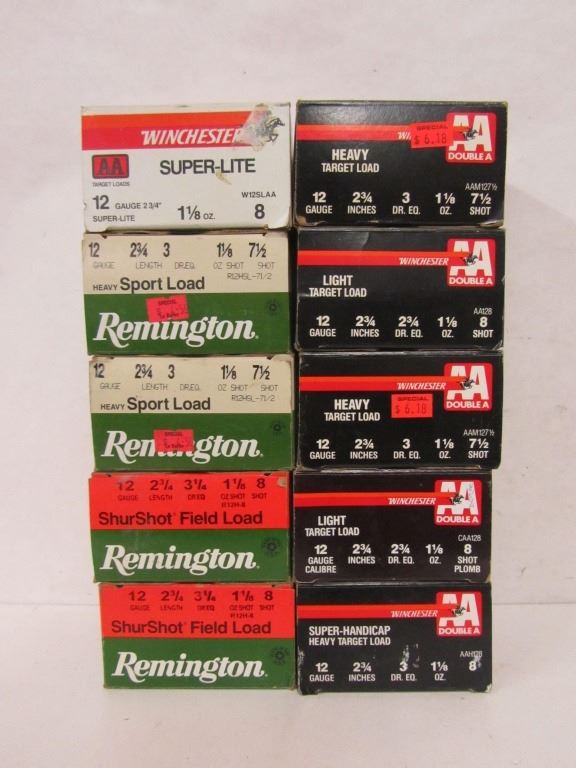 WINCHESTER
AA
TARGET LOADS
SUPER-LITE
W12SLAA
12 GAUGE 2 3/4"
SUPER-LITE
1⅛ OZ.
8
12 2¾ 3 1⅛ 7½
GAUGE LENGTH DR.EQ. OZ SHOT SHOT
R12HSL-71/2
HEAVY Sport Load
SPECIAL
Remington.
12 2¾ 3 1⅛ 7½
GAUGE LENGTH DR.EQ. OZ SHOT SHOT
R12HSL-71/2
HEAVY Sport Load
SPECIAL
Remington.
12 2¾ 3¼ 1⅛ 8
GAUGE LENGTH DR.EQ OZ SHOT SHOT
R12H-8
ShurShot Field Load
Remington.
12 2¾ 3¼ 1⅛ 8
GAUGE LENGTH DR.EQ OZ SHOT SHOT
R12H-8
ShurShot Field Load
Remington.
SPECIAL
$ 6.18
AA
DOUBLE A
HEAVY
TARGET LOAD
AAM127½
12 2¾ 3 1⅛ 7½
GAUGE INCHES DR. EQ. OZ. SHOT
WINCHESTER
AA
DOUBLE A
LIGHT
TARGET LOAD
AA128
12 2¾ 2¾ 1⅛ 8
GAUGE INCHES DR. EQ. OZ. SHOT
WINCHESTER
AA
DOUBLE A
SPECIAL
$ 6.18
HEAVY
TARGET LOAD
AAM127½
12 2¾ 3 1⅛ 7½
GAUGE INCHES DR. EQ. OZ. SHOT
WINCHESTER
AA
DOUBLE A
LIGHT
TARGET LOAD
CAA128
12 2¾ 2¾ 1⅛ 8
GAUGE INCHES DR. EQ. OZ. SHOT
CALIBRE PLOMB
WINCHESTER
AA
DOUBLE A
SUPER-HANDICAP
HEAVY TARGET LOAD
AAH128
12 2¾ 3 1⅛ 8
GAUGE INCHES DR. EQ. OZ.